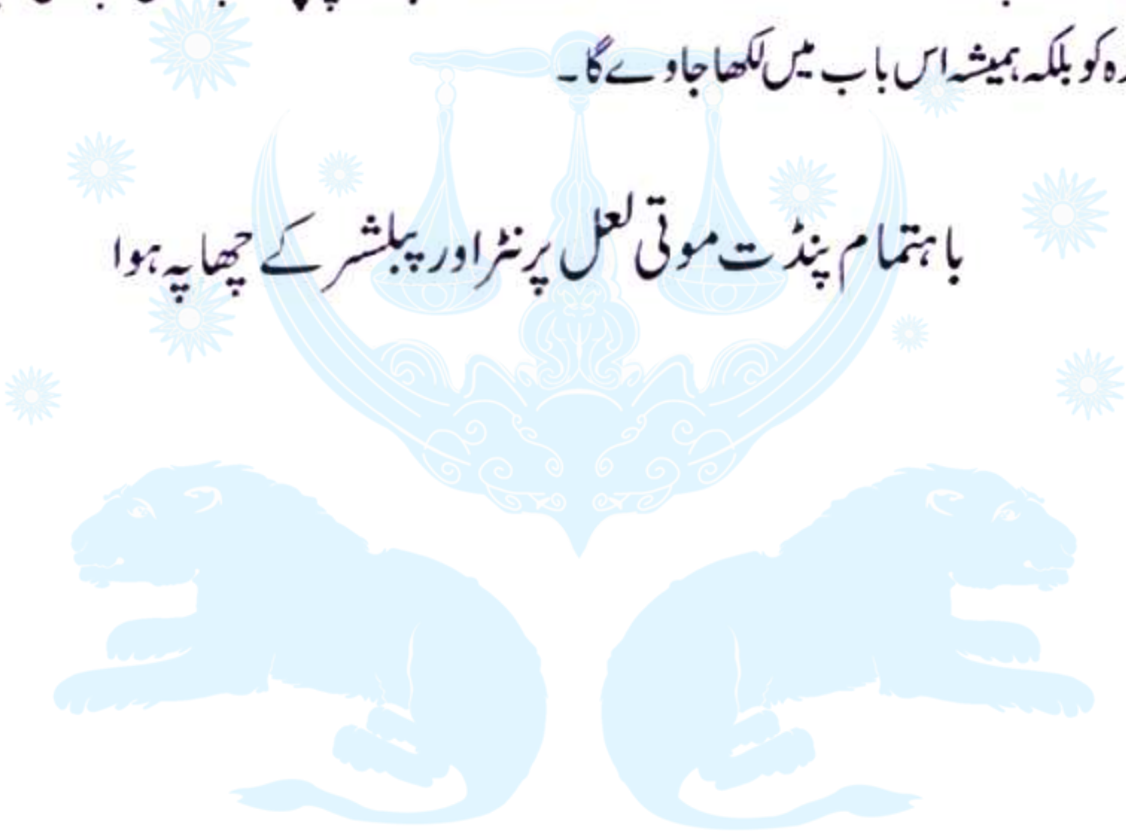 کو بلکہ ہمیشہ اس باب میں لکھا جاوے گا۔
باہتمام پنڈت موتی لعل پرنٹر اور پبلشر کے چھاپہ ہوا